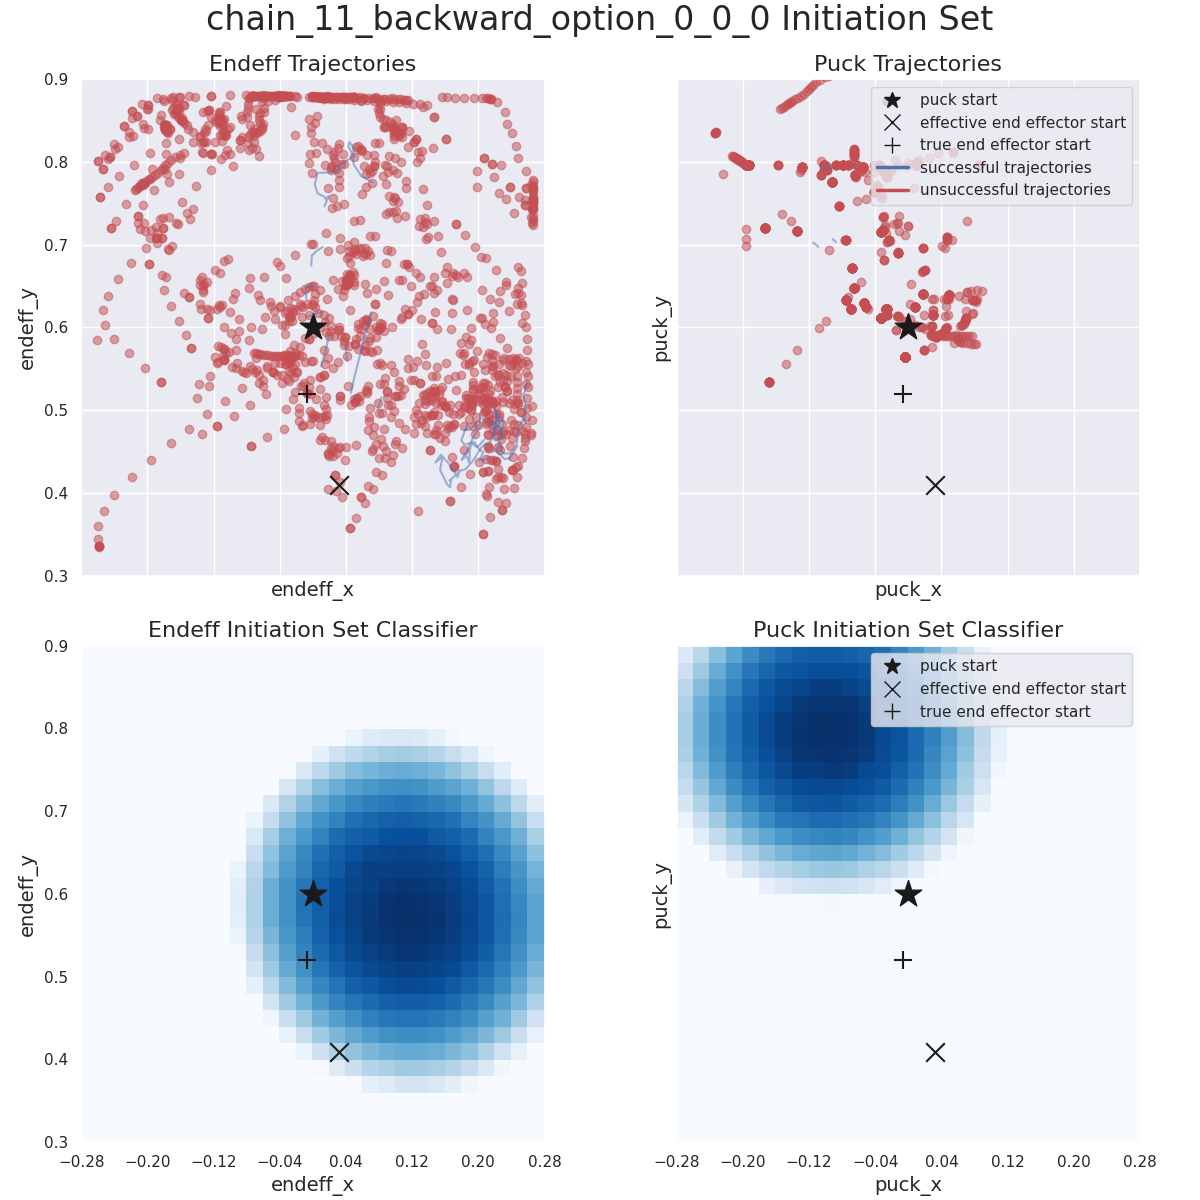 chain_11_backward_option_0_0_0 Initiation Set
Endeff Trajectories
0.9
0.8
0.7
0.6
0.5
0.4
0.3
endeff_y
endeff_x
Puck Trajectories
puck start
effective end effector start
true end effector start
successful trajectories
unsuccessful trajectories
puck_y
puck_x
Endeff Initiation Set Classifier
0.9
0.8
0.7
0.6
0.5
0.4
0.3
endeff_y
−0.28 −0.20 −0.12 −0.04 0.04 0.12 0.20 0.28
endeff_x
Puck Initiation Set Classifier
puck start
effective end effector start
true end effector start
puck_y
−0.28 −0.20 −0.12 −0.04 0.04 0.12 0.20 0.28
puck_x